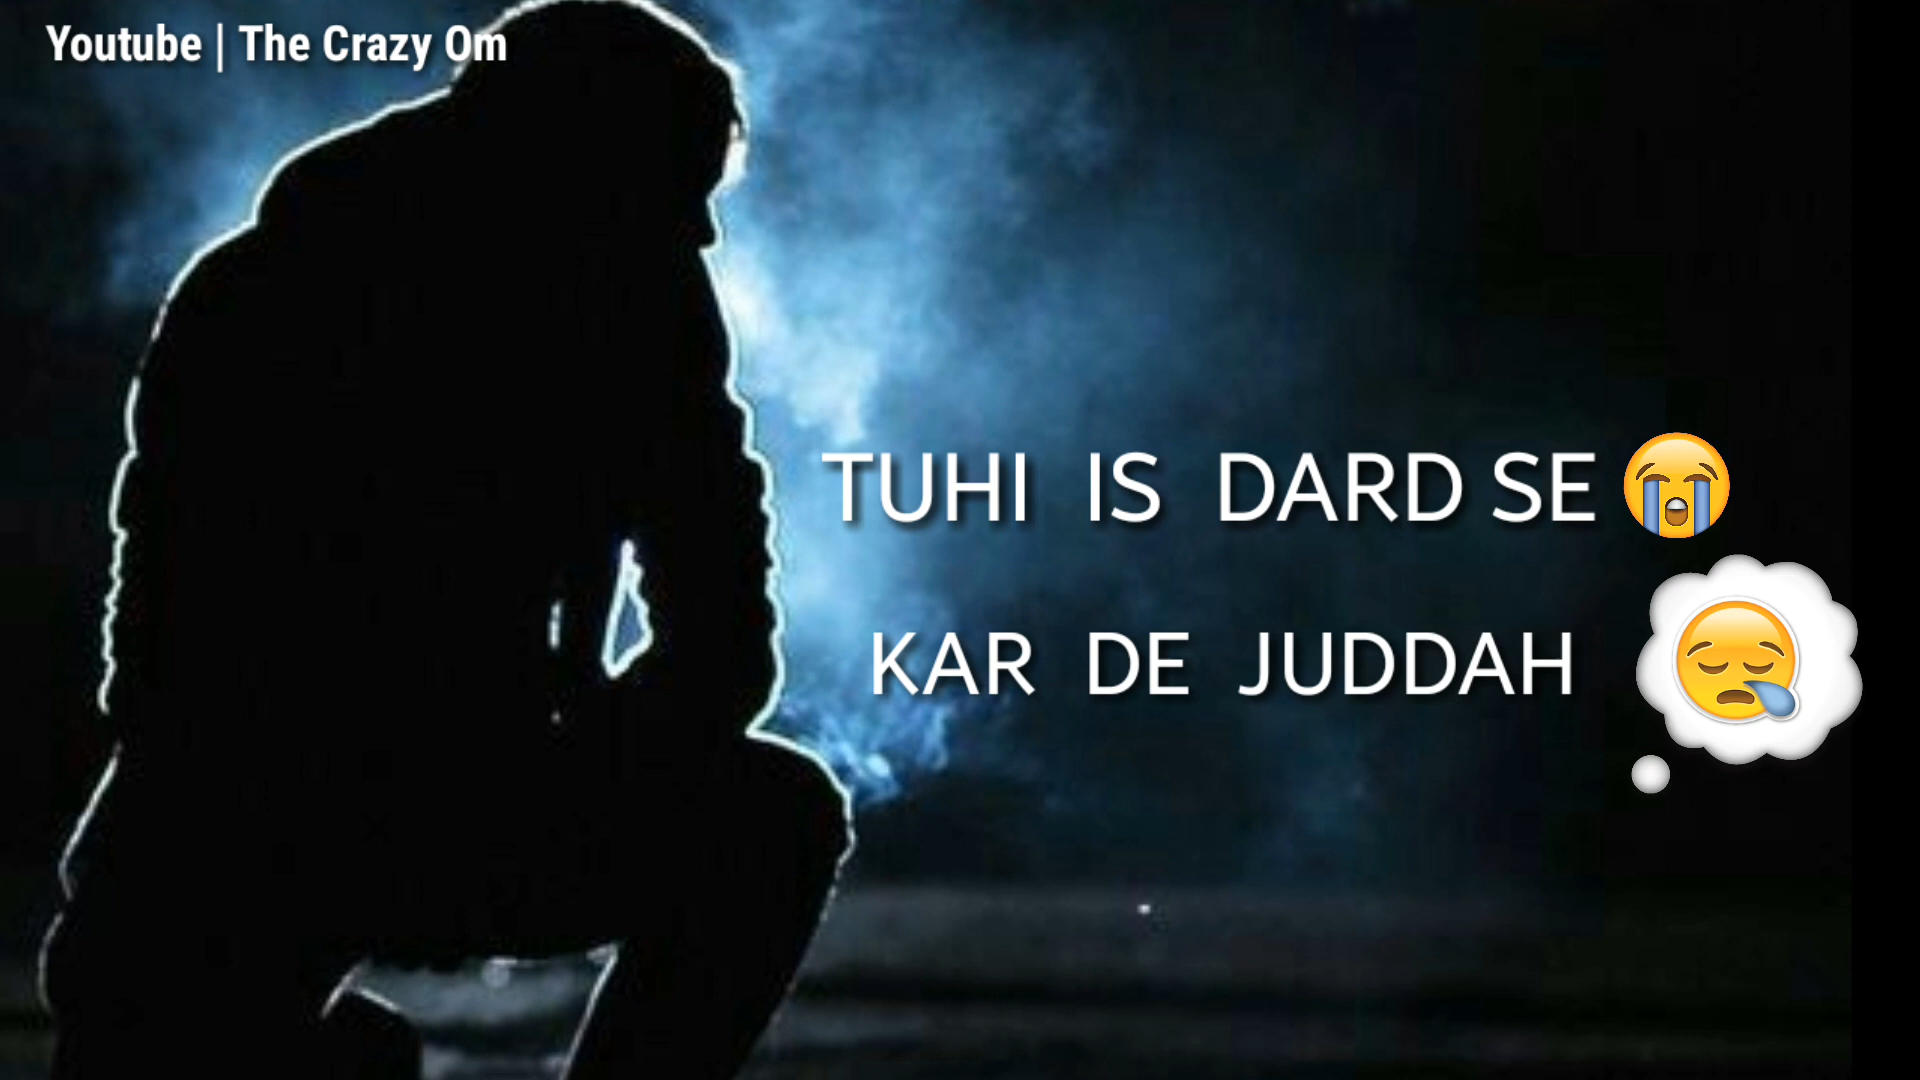 Youtube | The Crazy Om
TUHI IS DARD SE 😭
KAR DE JUDDAH 😪